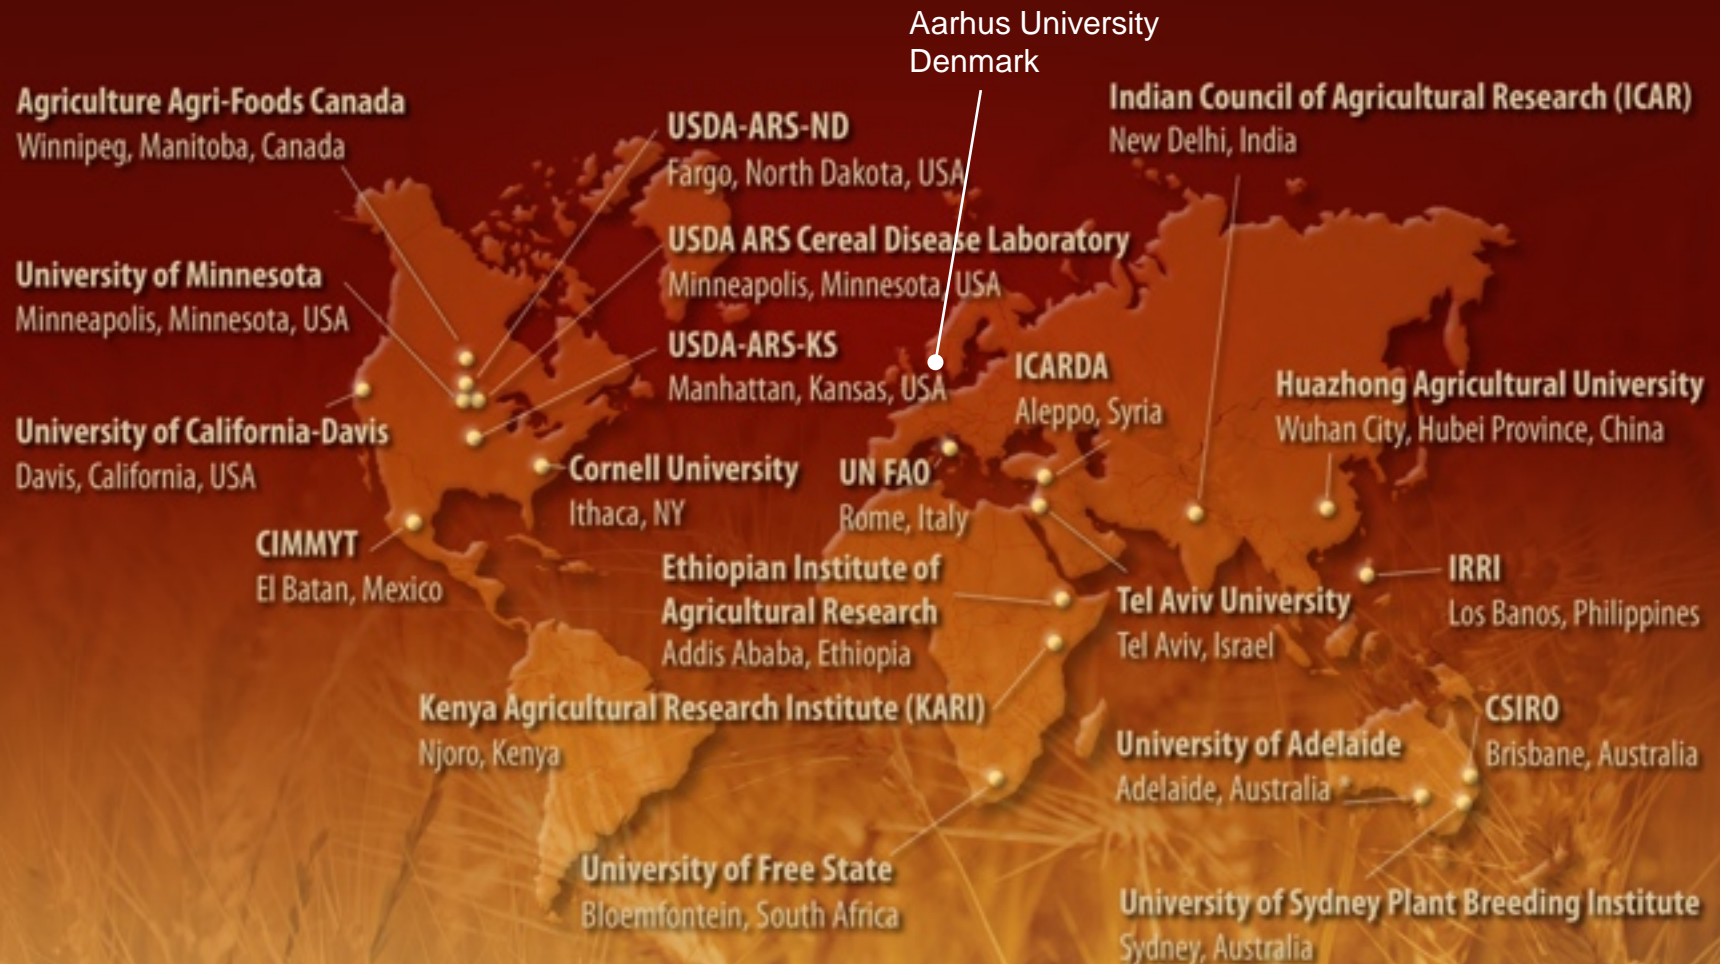 Aarhus University
Denmark
Agriculture Agri-Foods Canada
Winnipeg, Manitoba, Canada
USDA-ARS-ND
Fargo, North Dakota, USA
Indian Council of Agricultural Research (ICAR)
New Delhi, India
University of Minnesota
Minneapolis, Minnesota, USA
USDA ARS Cereal Disease Laboratory
Minneapolis, Minnesota, USA
USDA-ARS-KS
Manhattan, Kansas, USA
ICARDA
Aleppo, Syria
Huazhong Agricultural University
Wuhan City, Hubei Province, China
University of California-Davis
Davis, California, USA
Cornell University
Ithaca, NY
UN FAO
Rome, Italy
CIMMYT
El Batan, Mexico
Ethiopian Institute of
Agricultural Research
Addis Ababa, Ethiopia
Tel Aviv University
Tel Aviv, Israel
IRRI
Los Banos, Philippines
Kenya Agricultural Research Institute (KARI)
Njoro, Kenya
University of Adelaide
Adelaide, Australia
CSIRO
Brisbane, Australia
University of Free State
Bloemfontein, South Africa
University of Sydney Plant Breeding Institute
Sydney, Australia